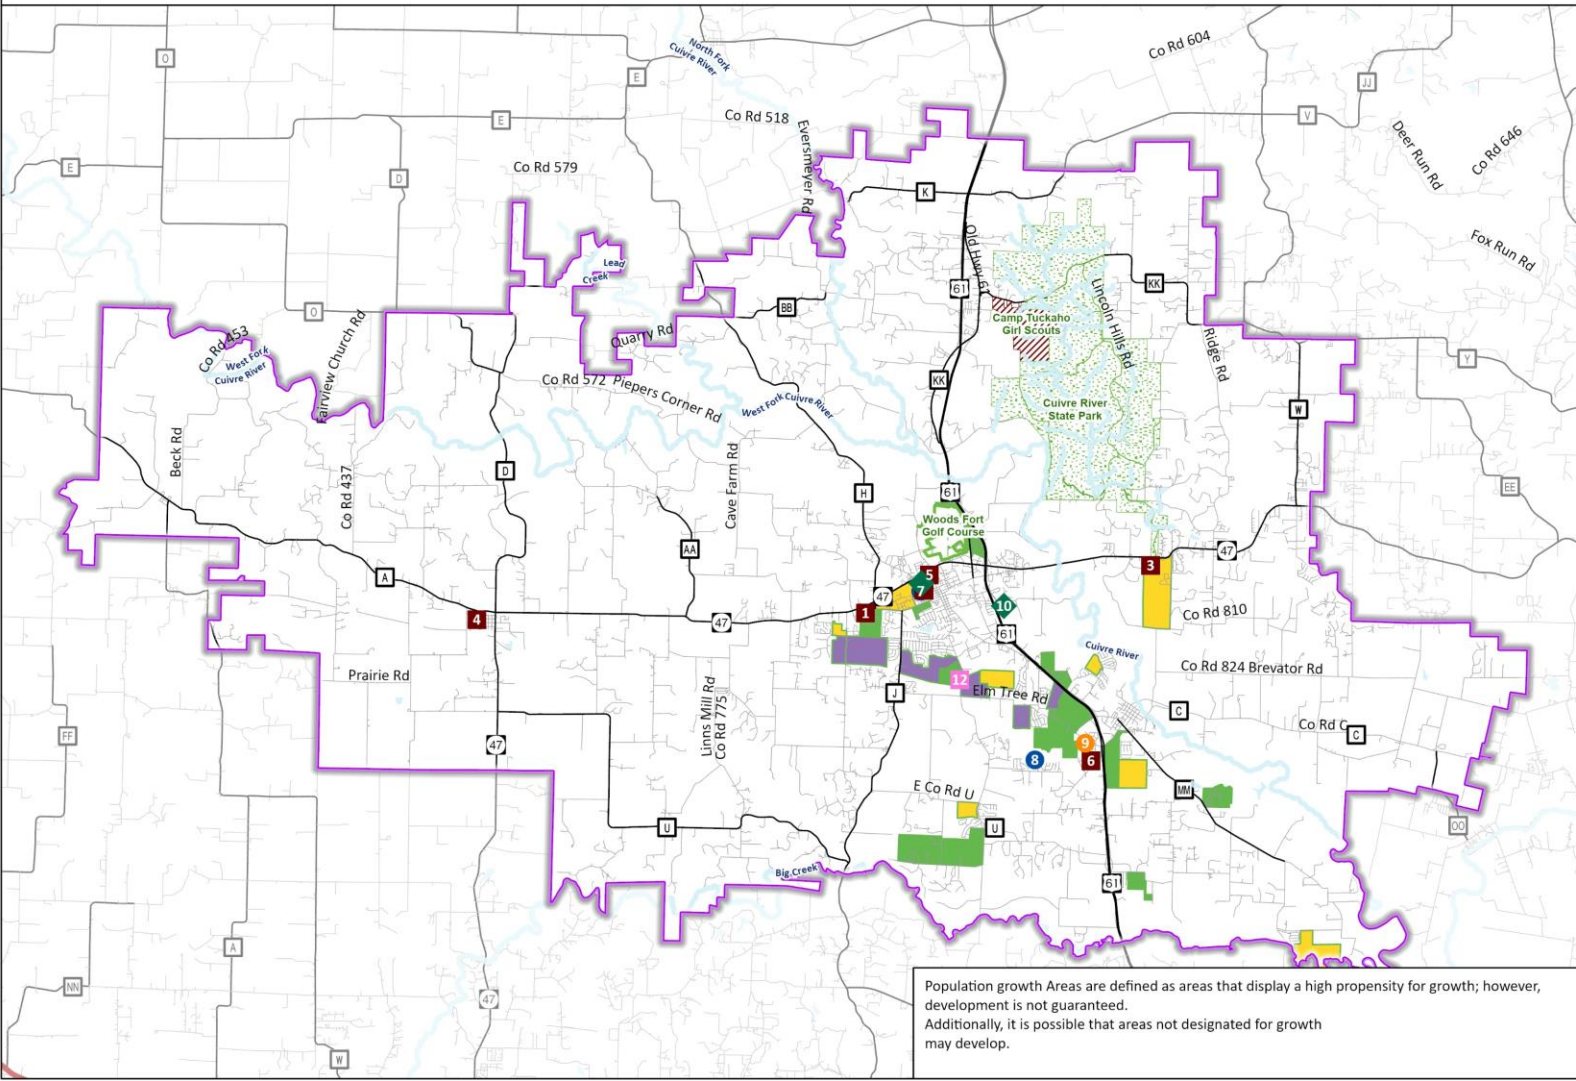 North Fork
Cuivre River
Co Rd 604
O
E
JJ
E
Co Rd 518
V
Eversmeyer Rd
Deer Run Rd
Co Rd 646
E
Co Rd 579
D
K
Old Hwy 61
Fox Run Rd
Lead
Creek
61
KK
O
BB
Lincoln Hills Rd
Camp Tuckaho
Girl Scouts
Co Rd 453
Fairview Church Rd
Quarry Rd
Ridge Rd
West Fork
Cuivre River
Y
Co Rd 572
Piepers Corner Rd
KK
West Fork Cuivre River
Cuivre River
State Park
W
Beck Rd
Co Rd 437
D
Cave Farm Rd
H
61
EE
Woods Fort
Golf Course
AA
47
A
5
3
7
47
10
1
4
47
61
Co Rd 810
Cuivre River
Prairie Rd
Co Rd 824 Brevator Rd
12
Elm Tree Rd
J
Linns Mill Rd
Co Rd 775
C
Co Rd C
C
FF
47
9
8
6
E Co Rd U
MM
U
U
OO
Big Creek
61
A
NN
47
W
Population growth Areas are defined as areas that display a high propensity for growth; however,
development is not guaranteed.
Additionally, it is possible that areas not designated for growth
may develop.